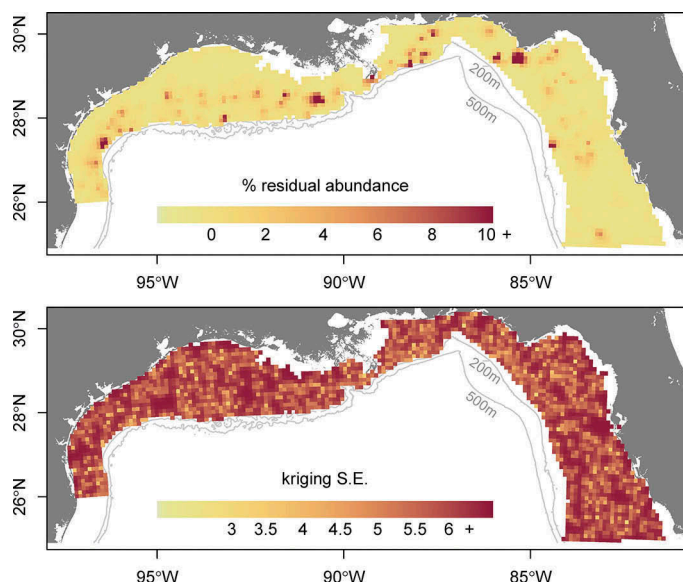 30°N
28°N
26°N
200m
500m
% residual abundance
0 2 4 6 8 10 +
95°W 90°W 85°W
30°N
28°N
26°N
200m
500m
kriging S.E.
3 3.5 4 4.5 5 5.5 6 +
95°W 90°W 85°W